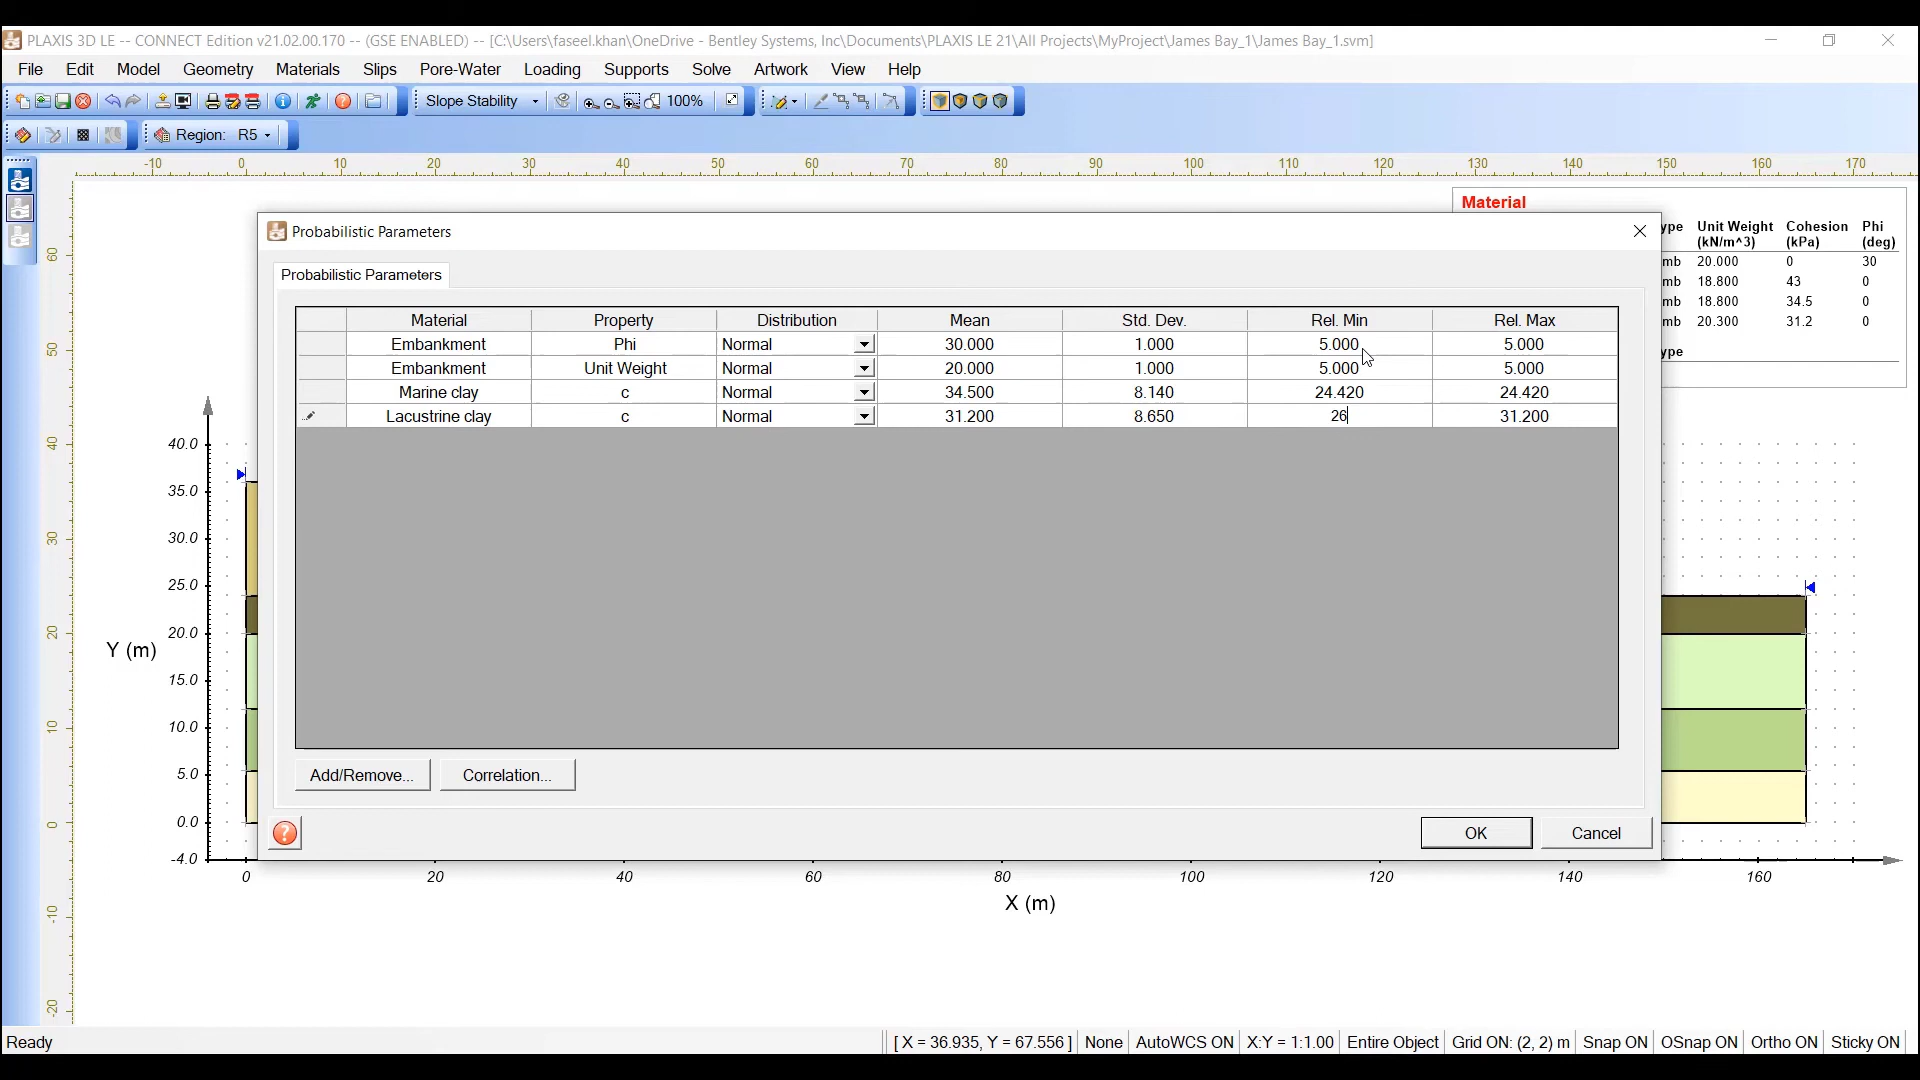 PLAXIS 3D LE -- CONNECT Edition v21.02.00.170 -- (GSE ENABLED) -- [C:\Users\faseel.khan\OneDrive - Bentley Systems, Inc\Documents\PLAXIS LE 21\All Projects\MyProject\James Bay_1\James Bay_1.svm]
File Edit Model Geometry Materials Slips Pore-Water Loading Supports Solve Artwork View Help
Slope Stability 100%
Region: R5
-10 0 10 20 30 40 50 60 70 80 90 100 110 120 130 140 150 160 170
Material
Probabilistic Parameters
ype Unit Weight Cohesion Phi
(kN/m^3) (kPa) (deg)
mb 20.000 0 30
mb 18.800 43 0
mb 18.800 34.5 0
mb 20.300 31.2 0
ype
Probabilistic Parameters
Material Property Distribution Mean Std. Dev. Rel. Min Rel. Max
Embankment Phi Normal 30.000 1.000 5.000 5.000
Embankment Unit Weight Normal 20.000 1.000 5.000 5.000
Marine clay c Normal 34.500 8.140 24.420 24.420
Lacustrine clay c Normal 31.200 8.650 26 31.200
Add/Remove... Correlation...
OK Cancel
60
50
40
30
20
10
0
-10
-20
40.0
35.0
30.0
25.0
20.0
15.0
10.0
5.0
0.0
-4.0
Y (m)
0 20 40 60 80 100 120 140 160
X (m)
Ready [ X = 36.935, Y = 67.556 ] None AutoWCS ON X:Y = 1:1.00 Entire Object Grid ON: (2, 2) m Snap ON OSnap ON Ortho ON Sticky ON